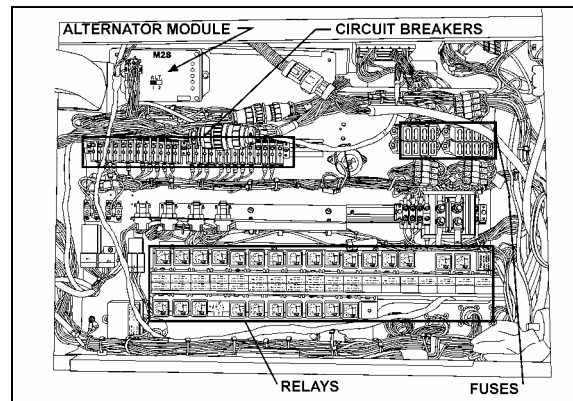 ALTERNATOR MODULE
CIRCUIT BREAKERS
M28
ALT
1 2
RELAYS
FUSES